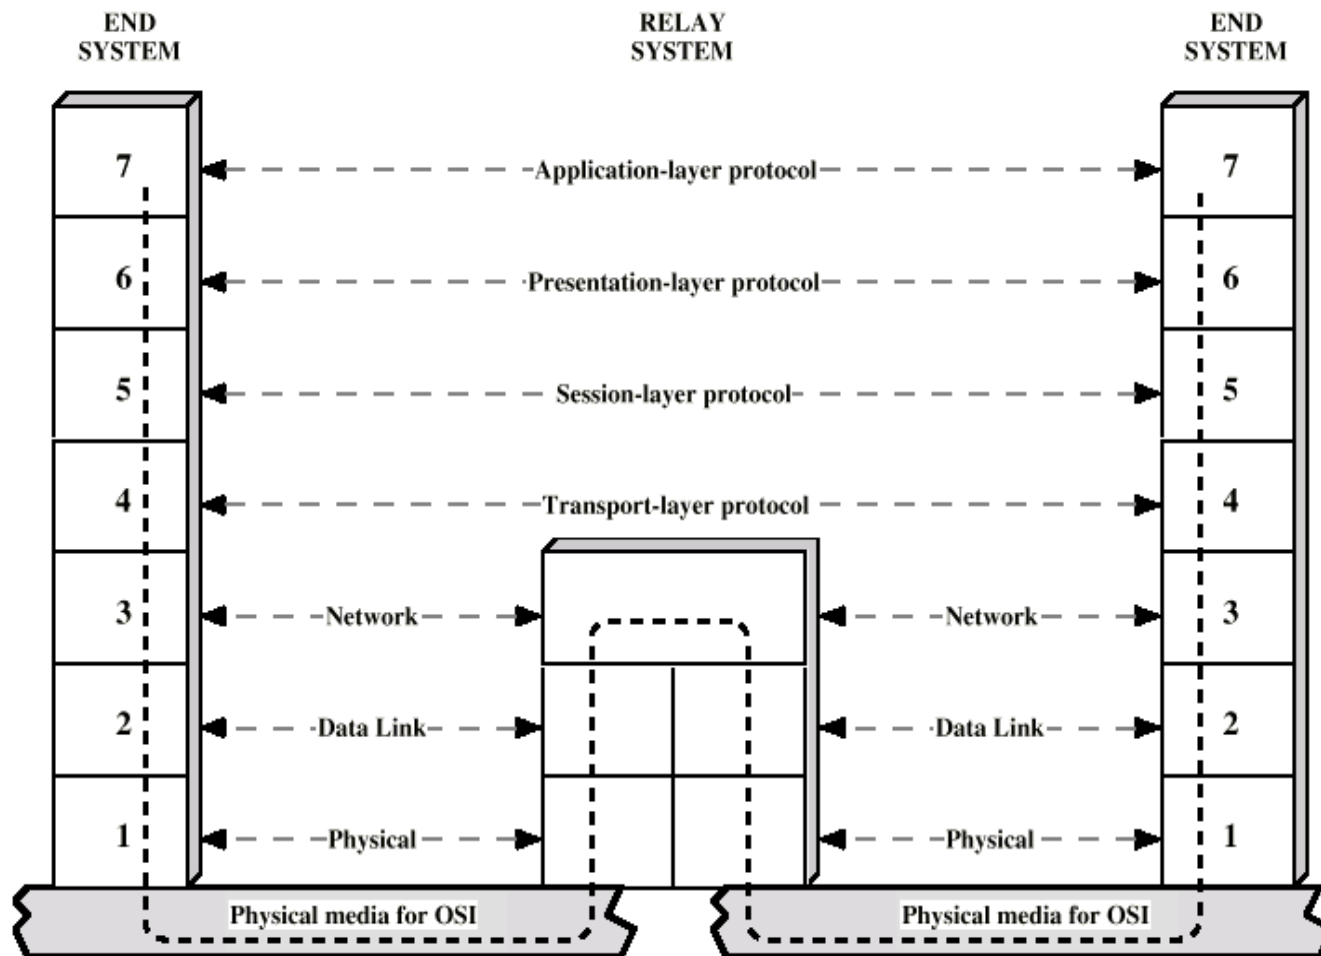 END
SYSTEM
RELAY
SYSTEM
END
SYSTEM
7
Application-layer protocol
7
6
Presentation-layer protocol
6
5
Session-layer protocol
5
4
Transport-layer protocol
4
3
Network
Network
3
2
Data Link
Data Link
2
1
Physical
Physical
1
Physical media for OSI
Physical media for OSI